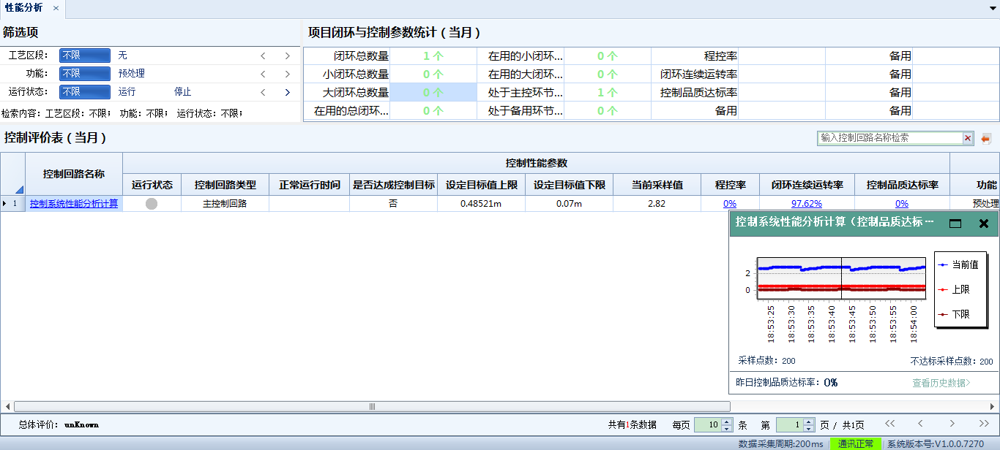 性能分析 ×
筛选项
工艺区段: 不限 无
功能: 不限 预处理
运行状态: 不限 运行 停止
检索内容: 工艺区段: 不限; 功能: 不限; 运行状态: 不限;
项目闭环与控制参数统计 ( 当月 )
闭环总数量 1 个 在用的小闭环... 0 个 程控率 备用
小闭环总数量 0 个 在用的大闭环... 0 个 闭环连续运转率 备用
大闭环总数量 0 个 处于主控环节... 1 个 控制品质达标率 备用
在用的总闭环... 0 个 处于备用环节... 0 个 备用 备用
控制评价表 ( 当月 )
输入控制回路名称检索
控制回路名称 控制性能参数
运行状态 控制回路类型 正常运行时间 是否达成控制目标 设定目标值上限 设定目标值下限 当前采样值 程控率 闭环连续运转率 控制品质达标率 功能
1 控制系统性能分析计算 主控制回路 否 0.48521m 0.07m 2.82 0% 97.62% 0% 预处理
控制系统性能分析计算（控制品质达标 ...
2
0
18:53:25
18:53:30
18:53:35
18:53:40
18:53:45
18:53:50
18:53:55
18:54:00
当前值
上限
下限
采样点数: 200 不达标采样点数: 200
昨日控制品质达标率: 0% 查看历史数据>
总体评价: unKnown 共有1条数据 每页 10 条 第 1 页 / 共1页
数据采集周期:200ms 通讯正常 系统版本号:V1.0.0.7270